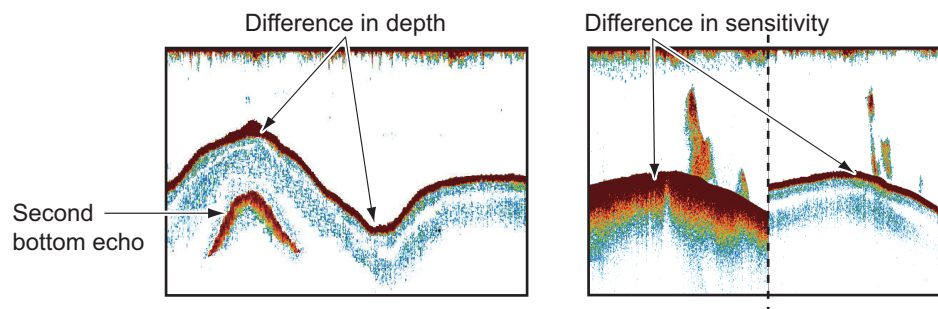 Difference in depth
Difference in sensitivity
Second
bottom echo